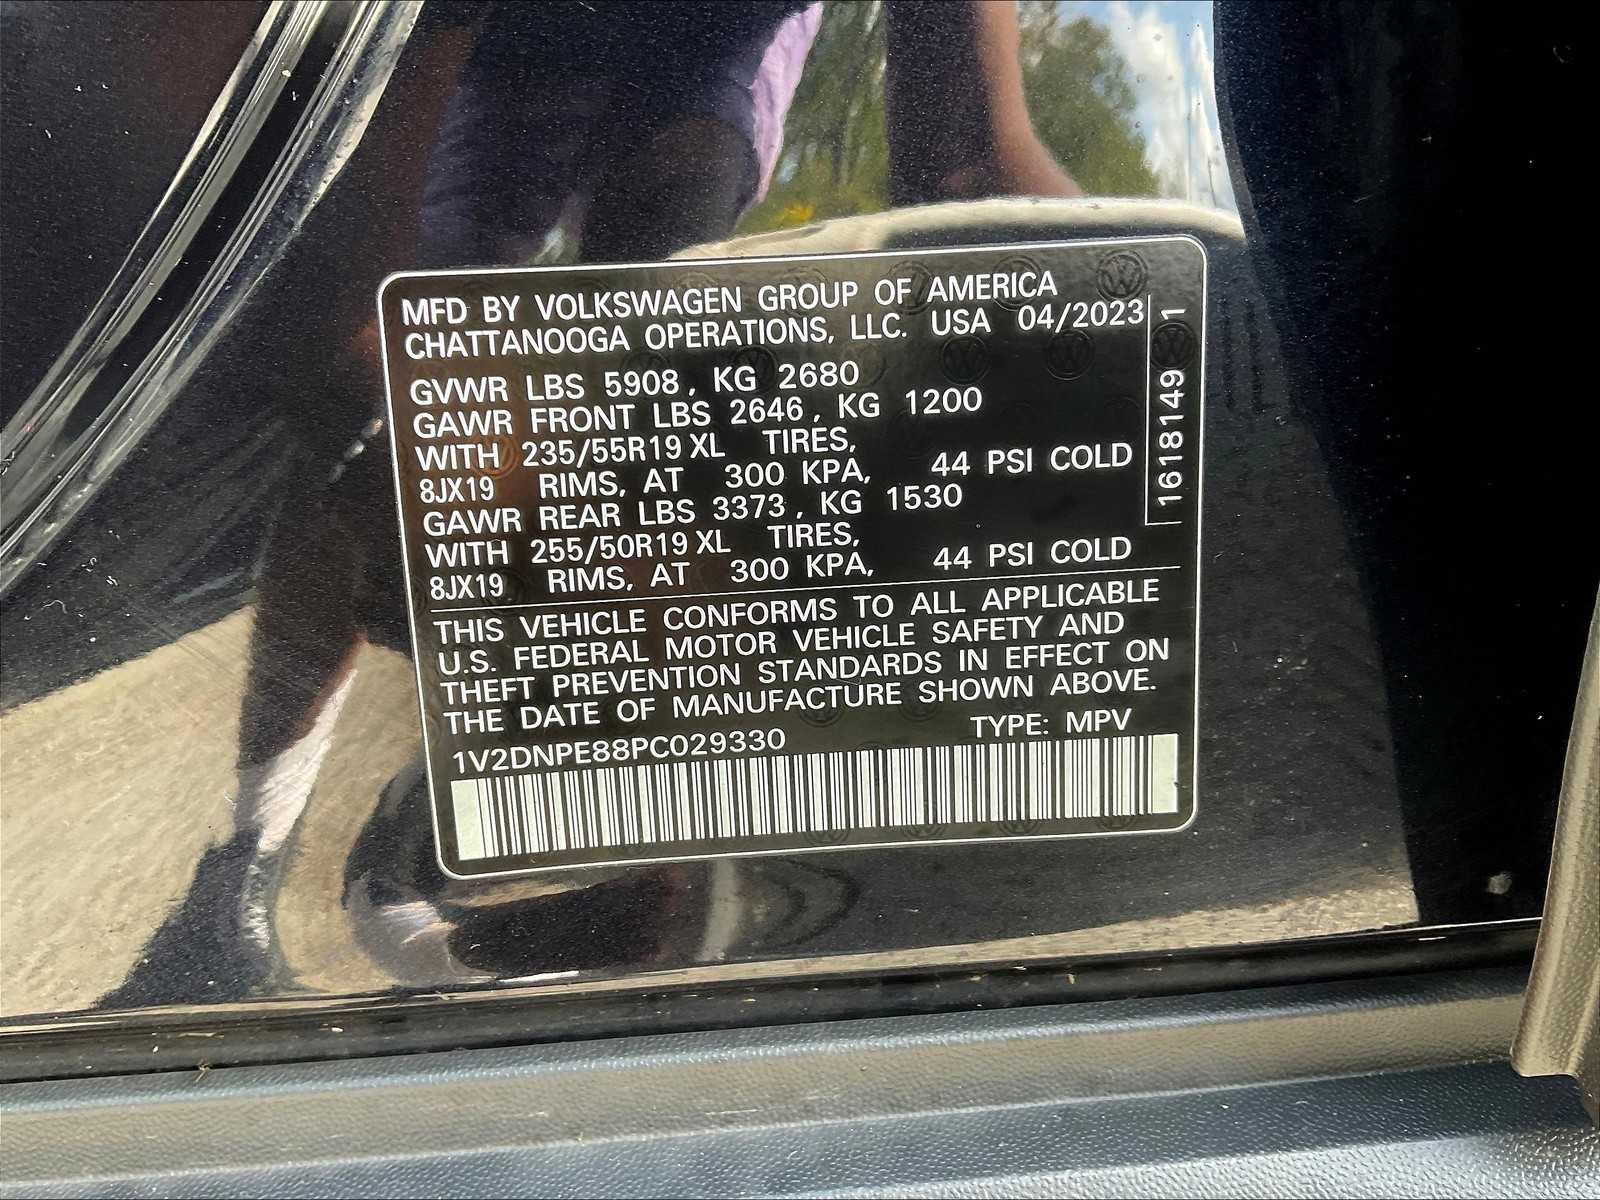 MFD BY VOLKSWAGEN GROUP OF AMERICA
CHATTANOOGA OPERATIONS, LLC. USA 04/2023
GVWR LBS 5908, KG 2680
GAWR FRONT LBS 2646, KG 1200
WITH 235/55R19 XL TIRES,
8JX19 RIMS, AT 300 KPA, 44 PSI COLD
GAWR REAR LBS 3373, KG 1530
WITH 255/50R19 XL TIRES,
8JX19 RIMS, AT 300 KPA, 44 PSI COLD
1618149 1
THIS VEHICLE CONFORMS TO ALL APPLICABLE
U.S. FEDERAL MOTOR VEHICLE SAFETY AND
THEFT PREVENTION STANDARDS IN EFFECT ON
THE DATE OF MANUFACTURE SHOWN ABOVE.
1V2DNPE88PC029330 TYPE: MPV